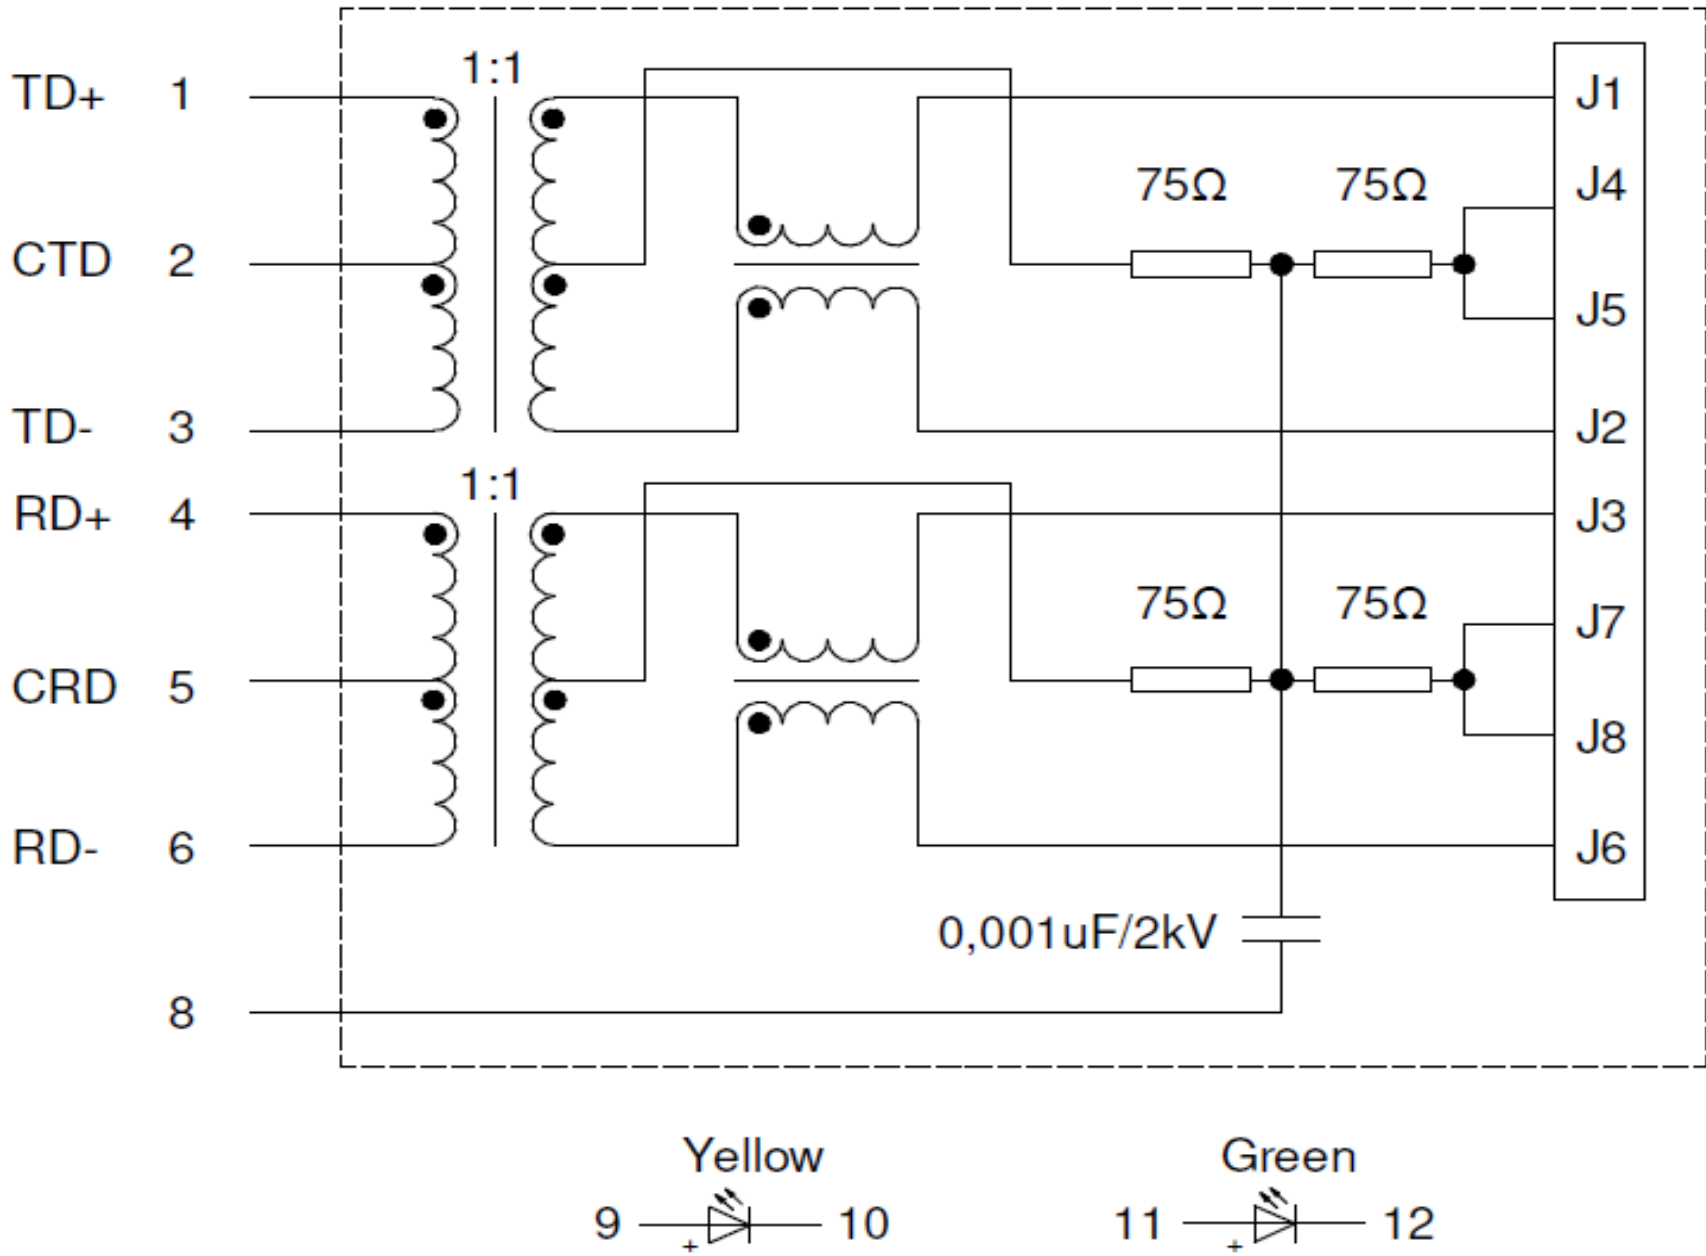 1:1
TD+ 1
J1
75Ω 75Ω
J4
CTD 2
J5
TD- 3
J2
1:1
RD+ 4
J3
75Ω 75Ω
J7
CRD 5
J8
RD- 6
J6
0,001uF/2kV
8
Yellow
9 + 10
Green
11 + 12